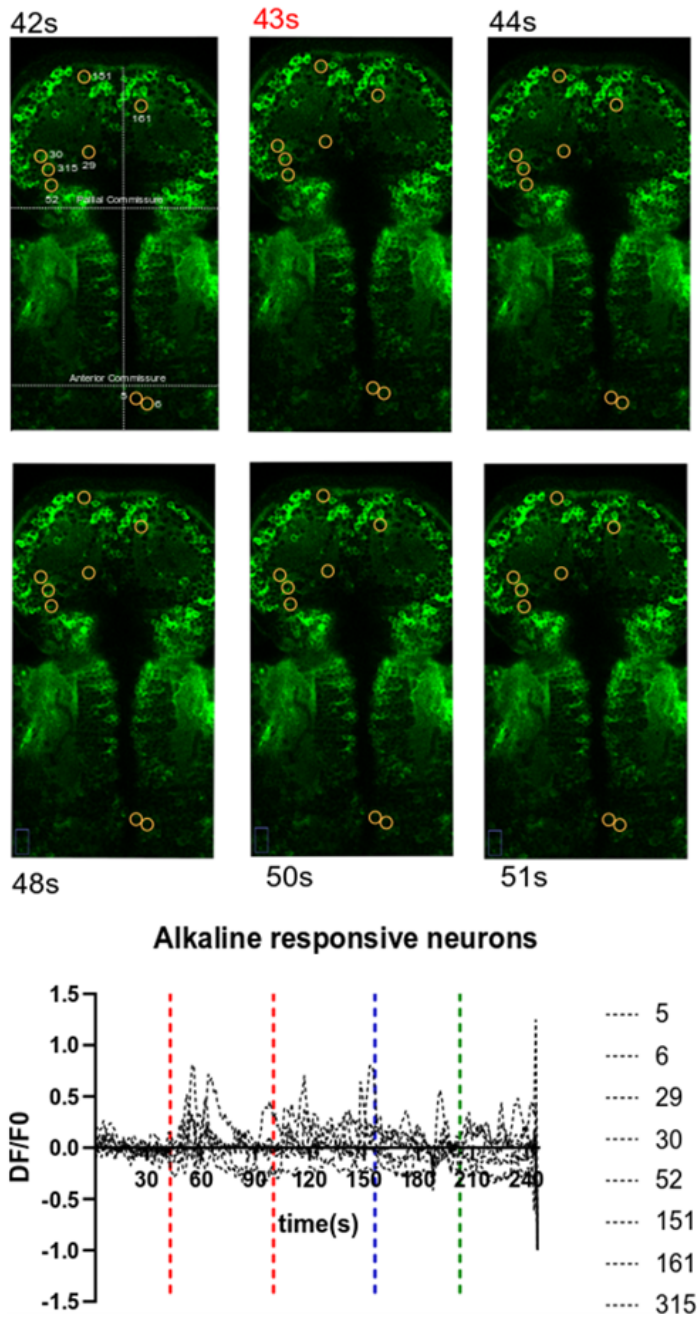 42s
43s
44s
151
161
30
29
315
52
Pallial Commissure
Anterior Commissure
5
6
48s
50s
51s
Alkaline responsive neurons
DF/F0
1.5
1.0
0.5
0.0
-0.5
-1.0
-1.5
30 60 90 120 150 180 210 240
time(s)
5
6
29
30
52
151
161
315